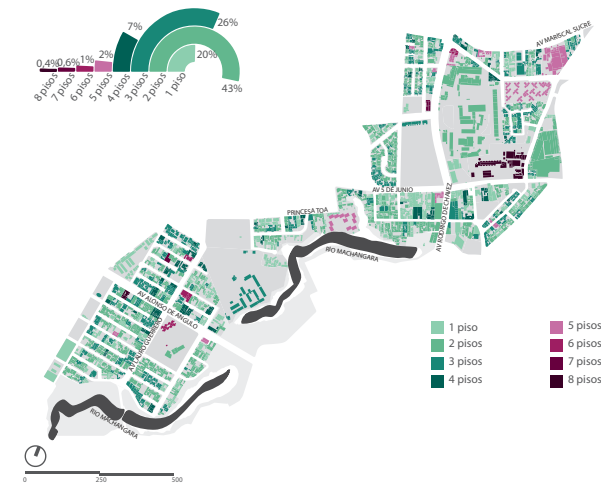 26%
7%
2%
1%
0,6%
0,4%
20%
43%
8 pisos
7 pisos
6 pisos
5 pisos
4 pisos
3 pisos
2 pisos
1 piso
AV MARISCAL SUCRE
AV 5 DE JUNIO
AV RODRIGO DE CHAVEZ
PRINCESA TOA
RÍO MACHANGARA
AV ALONSO DE ANGULO
RÍO MACHANGARA
1 piso
2 pisos
3 pisos
4 pisos
5 pisos
6 pisos
7 pisos
8 pisos
0
250
500